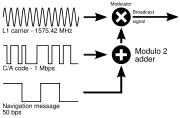 Modulator
L1 carrier - 1575.42 MHz
Broadcast
signal
C/A code - 1 Mbps
Modulo 2
adder
Navigation message
50 bps